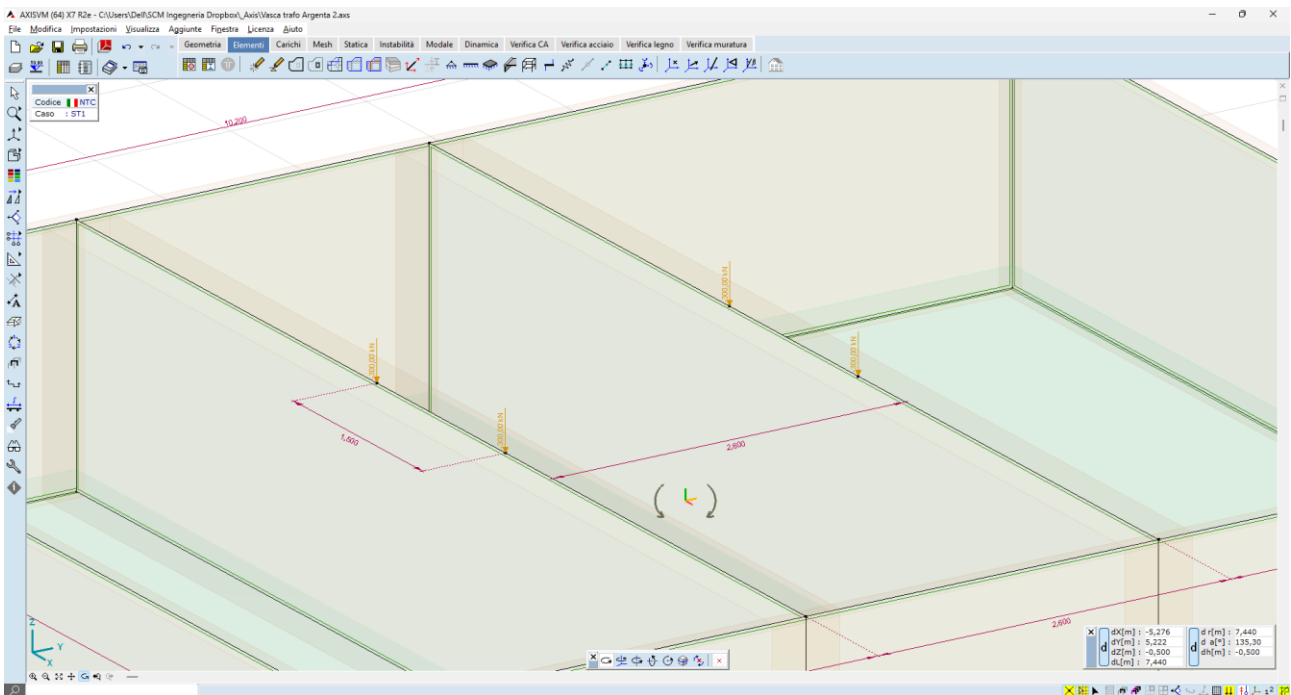 AXISVM (64) X7 R2e - C:\Users\Dell\SCM Ingegneria Dropbox\_Axis\Vasca trafo Argenta 2.axs
File Modifica Impostazioni Visualizza Aggiunte Finestra Licenza Aiuto
Geometria Elementi Carichi Mesh Statica Instabilità Modale Dinamica Verifica CA Verifica acciaio Verifica legno Verifica muratura
Codice NTC
Caso : ST1
10,200
300,00 kN
300,00 kN
300,00 kN
300,00 kN
1,500
2,600
2,600
Z
Y
X
dX[m] : -5,276
dY[m] : 5,222
dZ[m] : -0,500
dL[m] : 7,440
d
d r[m] : 7,440
d a[°] : 135,30
dh[m] : -0,500